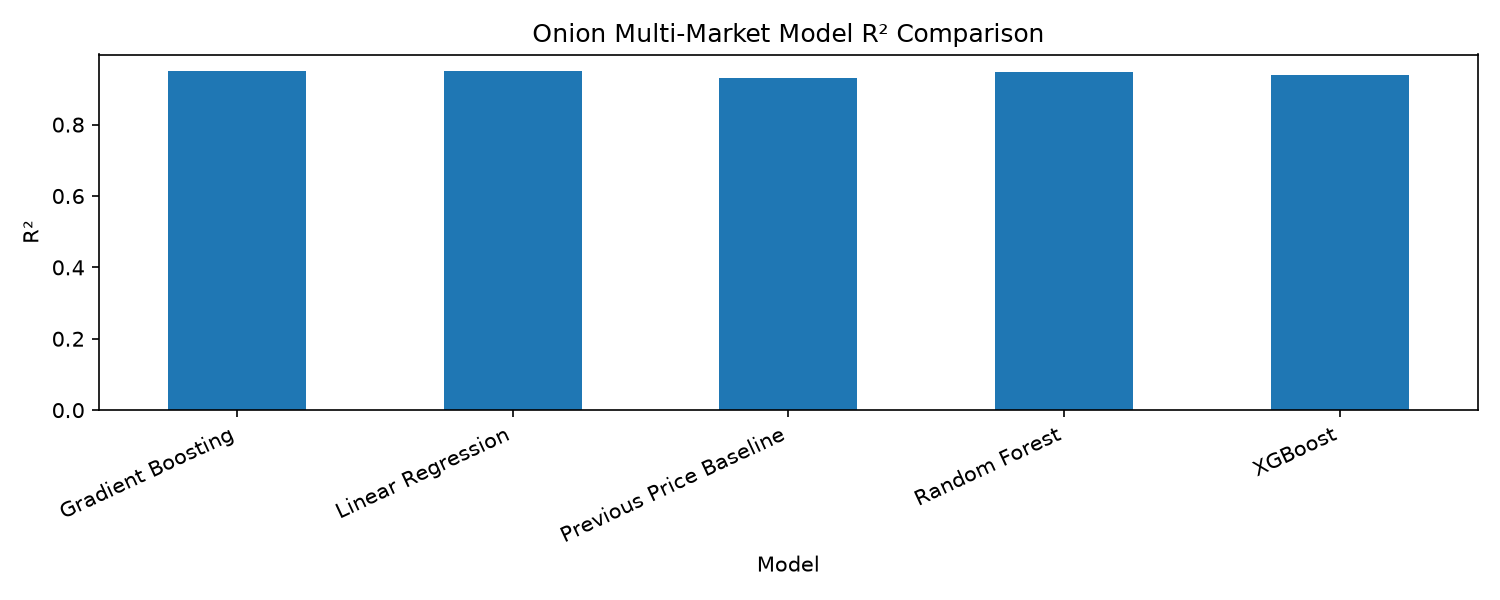 Onion Multi-Market Model R² Comparison
R²
0.8
0.6
0.4
0.2
0.0
Gradient Boosting
Linear Regression
Previous Price Baseline
Random Forest
XGBoost
Model